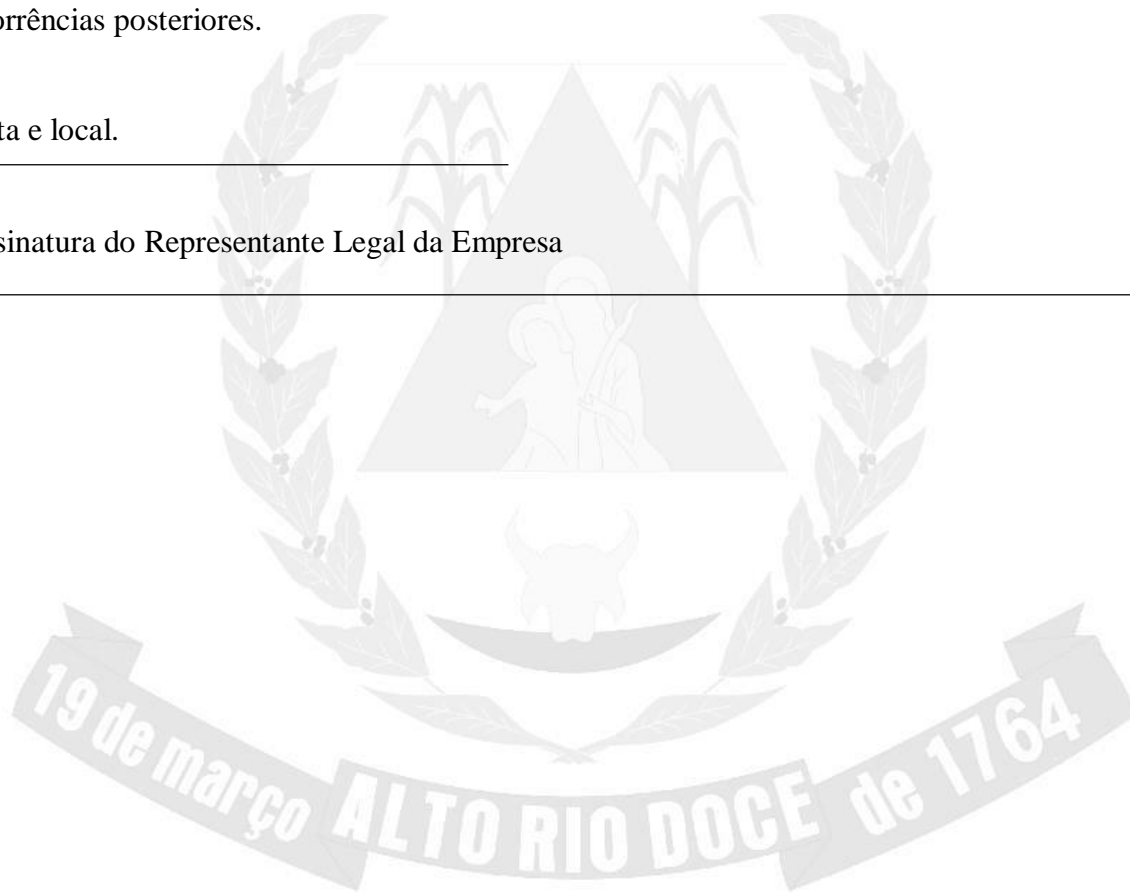 orrências posteriores.
ta e local.
sinatura do Representante Legal da Empresa
19 de março ALTO RIO DOCE de 1764